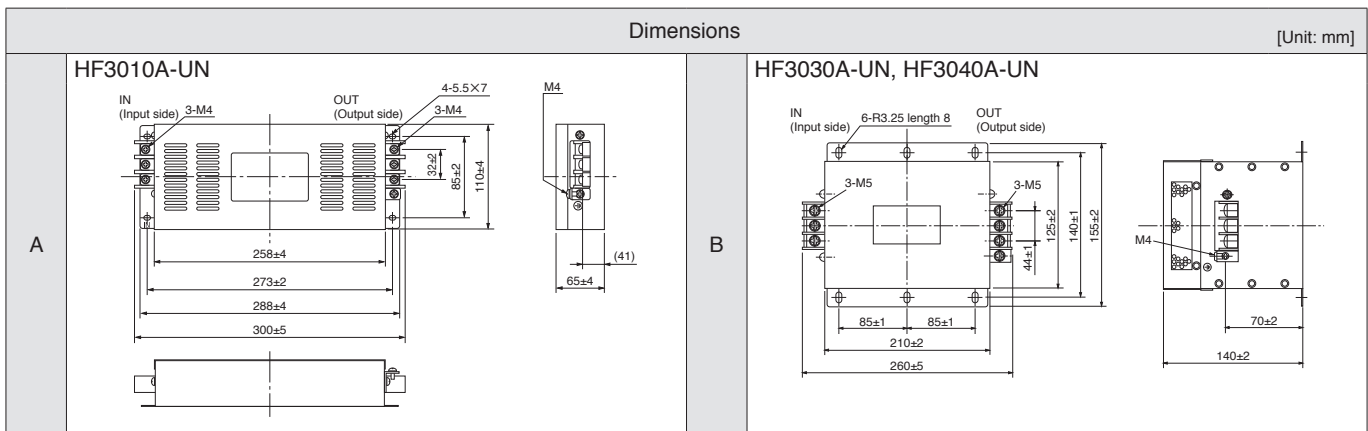 Dimensions
[Unit: mm]
A
HF3010A-UN
IN
(Input side)
3-M4
OUT
(Output side)
4-5.5×7
3-M4
32±2
85±2
110±4
258±4
273±2
288±4
300±5
M4
(41)
65±4
B
HF3030A-UN, HF3040A-UN
IN
(Input side)
6-R3.25 length 8
OUT
(Output side)
3-M5
3-M5
44±1
125±2
140±1
155±2
85±1
85±1
210±2
260±5
M4
70±2
140±2